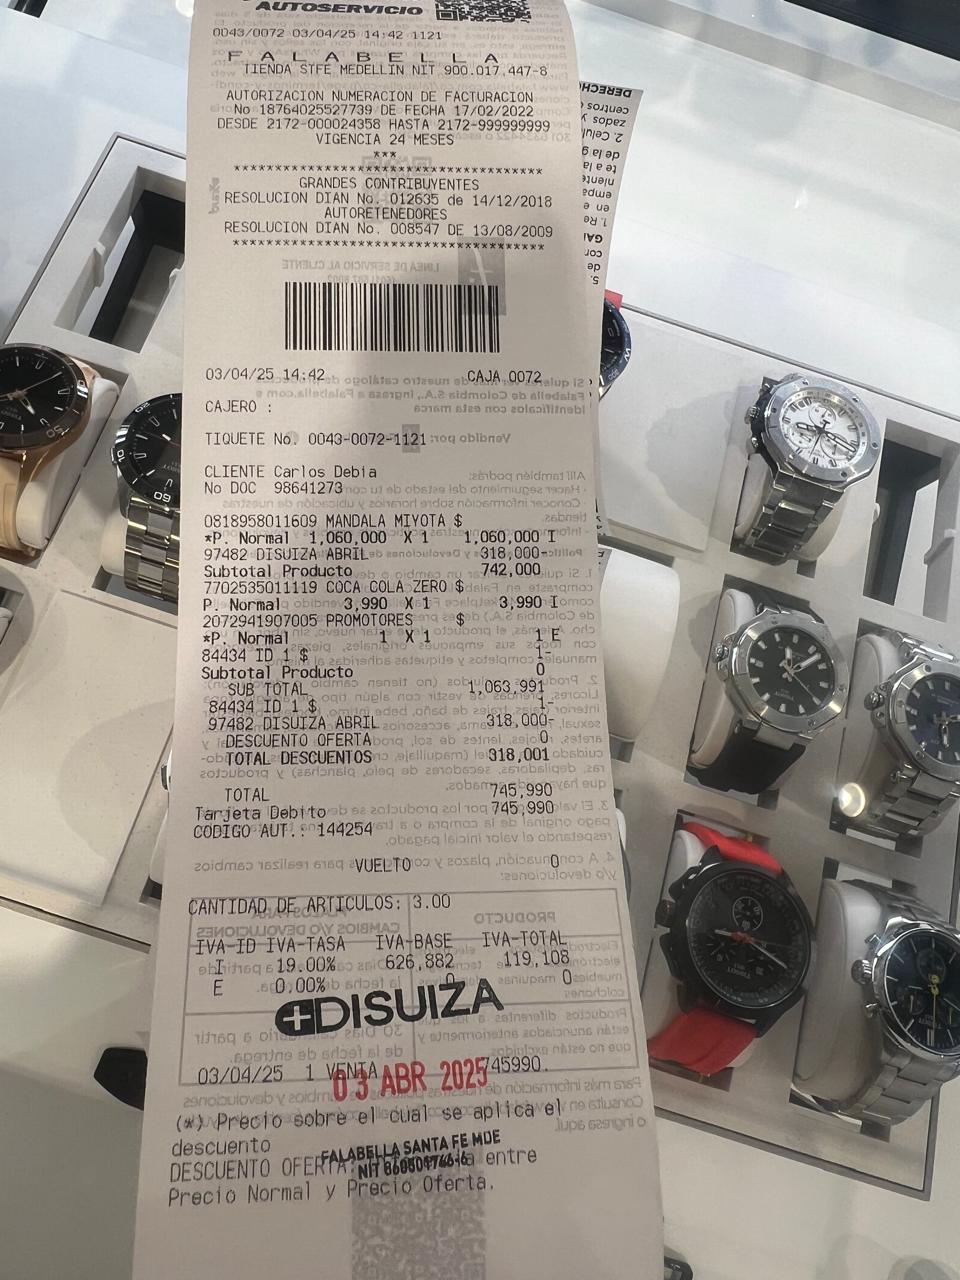 AUTOSERVICIO
0043/0072 03/04/25 14:42 1121
FALABELLA
TIENDA STFE MEDELLIN NIT 900.017.447-8
AUTORIZACION NUMERACION DE FACTURACION
No 18764025527739 DE FECHA 17/02/2022
DESDE 2172-000024358 HASTA 2172-999999999
VIGENCIA 24 MESES
***
**************************************
GRANDES CONTRIBUYENTES
RESOLUCION DIAN No. 012635 de 14/12/2018
AUTORETENEDORES
RESOLUCION DIAN No. 008547 DE 13/08/2009
**************************************
03/04/25 14:42 CAJA 0072
CAJERO :
TIQUETE No. 0043-0072-1121
CLIENTE Carlos Debia
No DOC 98641273
0818958011609 MANDALA MIYOTA $
*P. Normal 1,060,000 X 1 1,060,000 I
97482 DISUIZA ABRIL 318,000-
Subtotal Producto 742,000
7702535011119 COCA COLA ZERO $
P. Normal 3,990 X 1 3,990 I
2072941907005 PROMOTORES $
*P. Normal 1 X 1 1 E
84434 ID 1 $ 1-
Subtotal Producto 0
SUB TOTAL 1,063,991
84434 ID 1 $ 1-
97482 DISUIZA ABRIL 318,000-
DESCUENTO OFERTA 0
TOTAL DESCUENTOS 318,001
TOTAL 745,990
Tarjeta Debito 745,990
CODIGO AUT.: 144254
VUELTO 0
CANTIDAD DE ARTICULOS: 3.00
IVA-ID IVA-TASA IVA-BASE IVA-TOTAL
I 19.00% 626,882 119,108
E 0.00% 0 0
DISUIZA
03/04/25 1 VENTA 745990.
03 ABR 2025
(*) Precio sobre el cual se aplica el
descuento
FALABELLA SANTA FE MDE
DESCUENTO OFERTA: entre
Precio Normal y Precio Oferta.